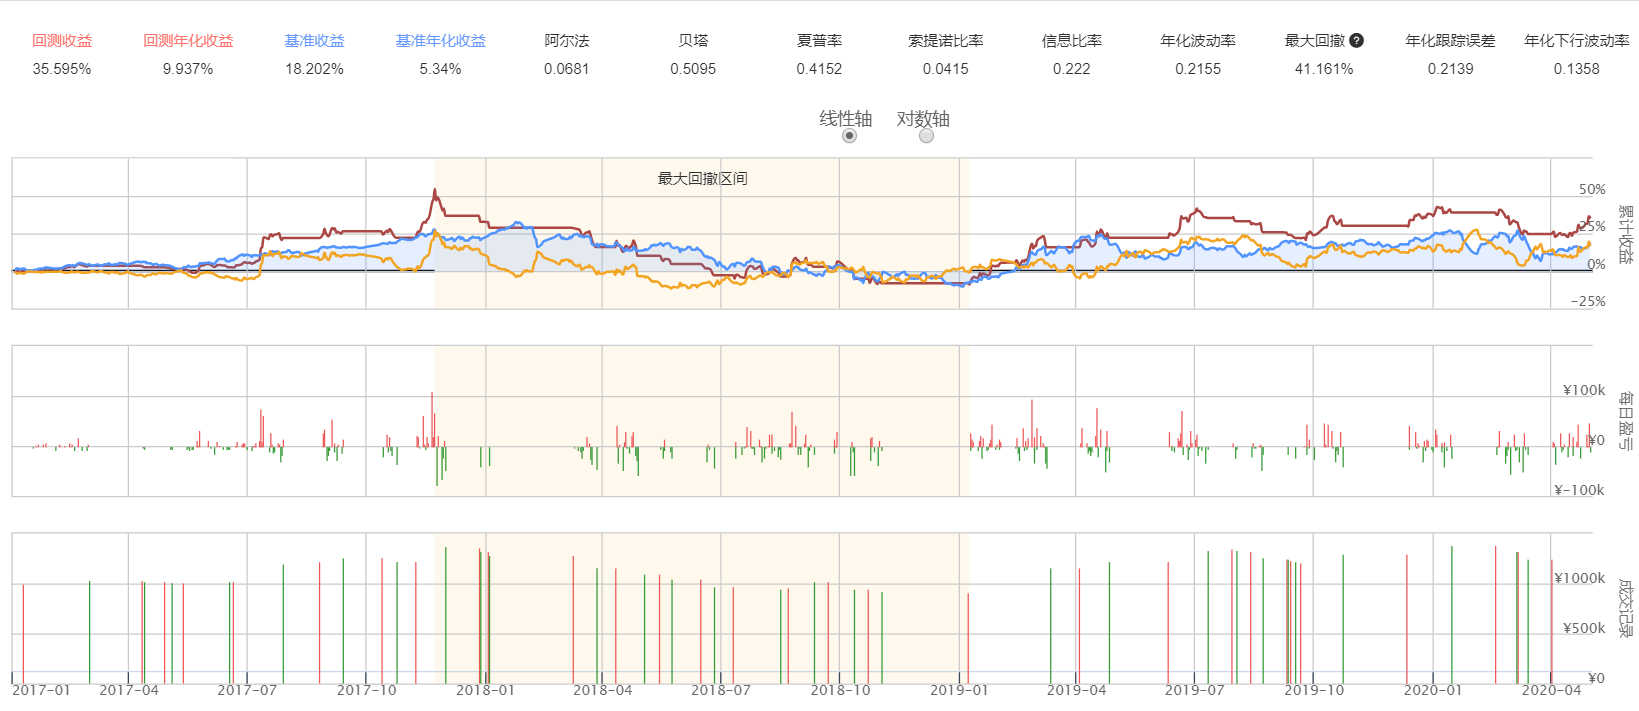 回测收益 回测年化收益 基准收益 基准年化收益 阿尔法 贝塔 夏普率 索提诺比率 信息比率 年化波动率 最大回撤 ? 年化跟踪误差 年化下行波动率
35.595% 9.937% 18.202% 5.34% 0.0681 0.5095 0.4152 0.0415 0.222 0.2155 41.161% 0.2139 0.1358
线性轴 对数轴
最大回撤区间
50%
25%
0%
-25%
累计收益
¥100k
¥0
¥-100k
每日盈亏
¥1000k
¥500k
¥0
成交记录
2017-01 2017-04 2017-07 2017-10 2018-01 2018-04 2018-07 2018-10 2019-01 2019-04 2019-07 2019-10 2020-01 2020-04